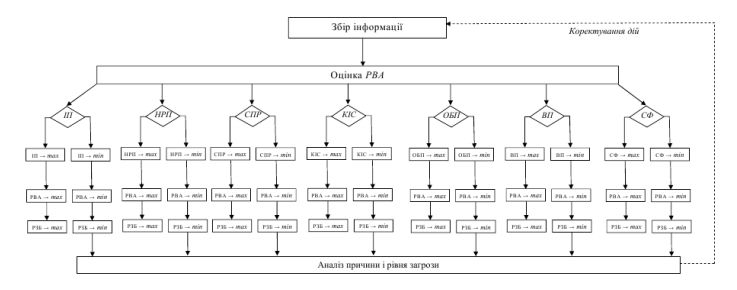 Збір інформації
Коректування дій
Оцінка РВА
ІП
НРП
СПР
КІС
ОБП
ВП
СФ
ІП → max
ІП → min
НРП → max
НРП → min
СПР → max
СПР → min
КІС → max
КІС → min
ОБП → max
ОБП → min
ВП → max
ВП → min
СФ → max
СФ → min
РВА → max
РВА → min
РВА → max
РВА → min
РВА → max
РВА → min
РВА → max
РВА → min
РВА → max
РВА → min
РВА → max
РВА → min
РВА → max
РВА → min
РЗБ → max
РЗБ → min
РЗБ → max
РЗБ → min
РЗБ → max
РЗБ → min
РЗБ → max
РЗБ → min
РЗБ → max
РЗБ → min
РЗБ → max
РЗБ → min
РЗБ → max
РЗБ → min
Аналіз причини і рівня загрози